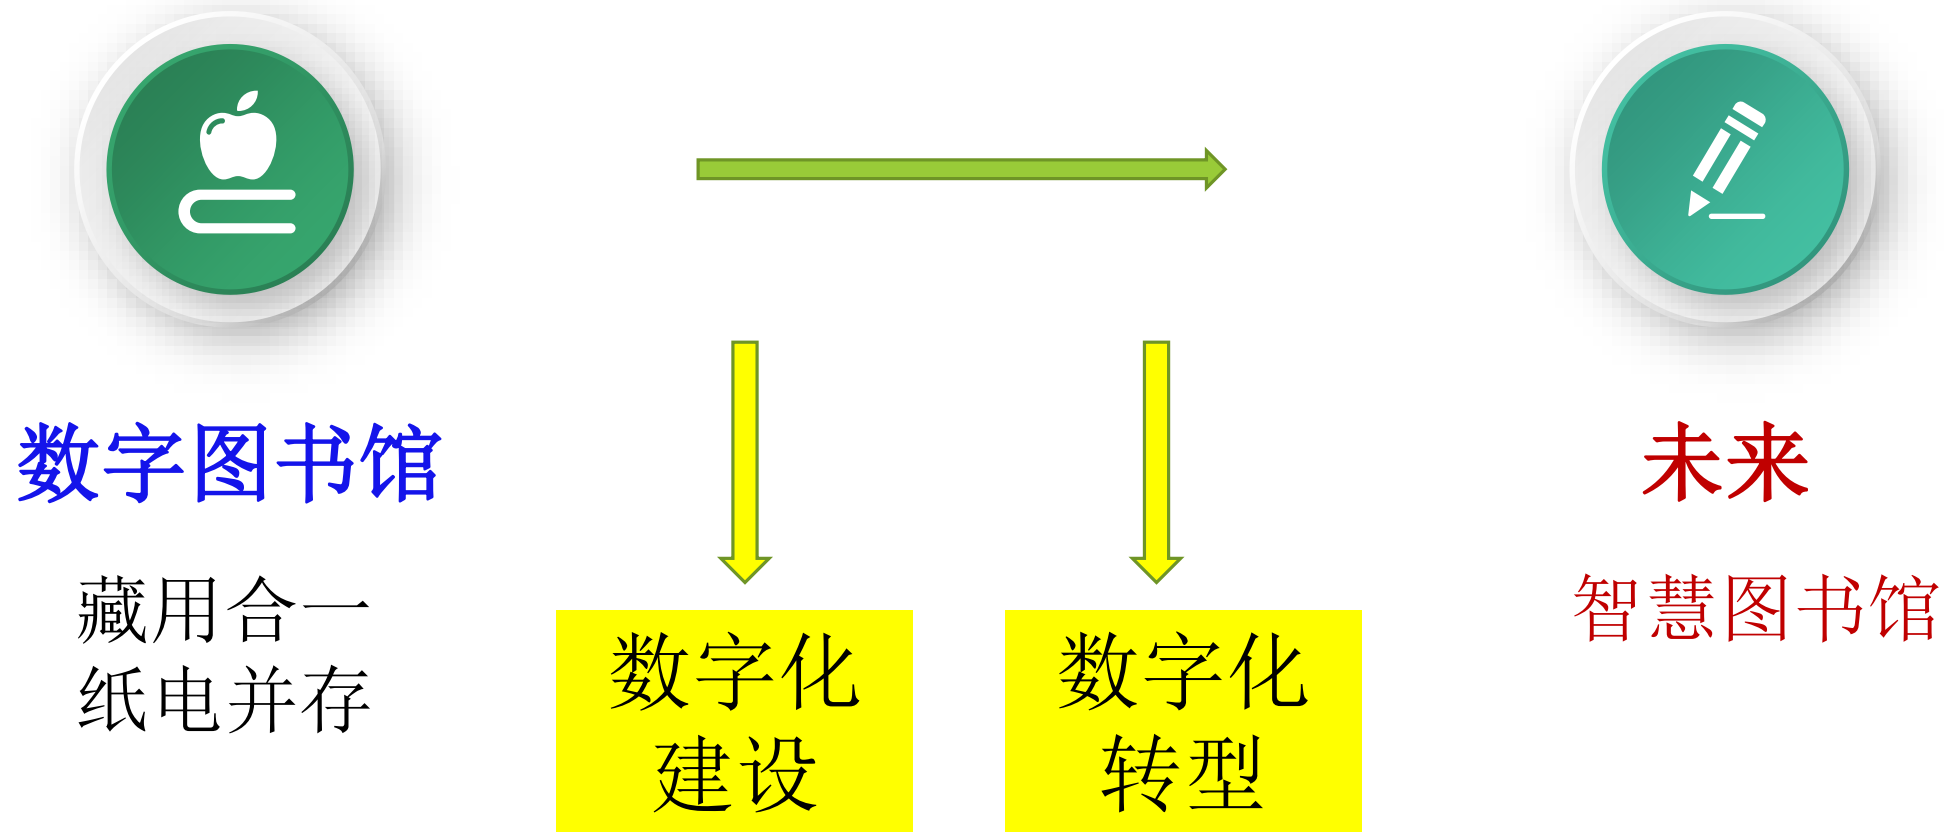 数字图书馆
藏用合一
纸电并存
数字化
建设
数字化
转型
未来
智慧图书馆